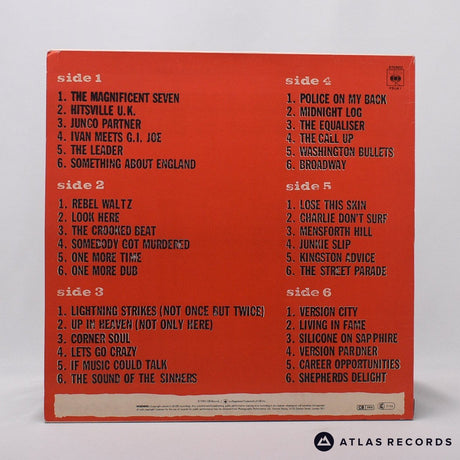 side 1
1. THE MAGNIFICENT SEVEN
2. HITSVILLE U.K.
3. JUNCO PARTNER
4. IVAN MEETS G.I. JOE
5. THE LEADER
6. SOMETHING ABOUT ENGLAND
side 2
1. REBEL WALTZ
2. LOOK HERE
3. THE CROOKED BEAT
4. SOMEBODY GOT MURDERED
5. ONE MORE TIME
6. ONE MORE DUB
side 3
1. LIGHTNING STRIKES (NOT ONCE BUT TWICE)
2. UP IN HEAVEN (NOT ONLY HERE)
3. CORNER SOUL
4. LETS GO CRAZY
5. IF MUSIC COULD TALK
6. THE SOUND OF THE SINNERS
side 4
1. POLICE ON MY BACK
2. MIDNIGHT LOG
3. THE EQUALISER
4. THE CALL UP
5. WASHINGTON BULLETS
6. BROADWAY
side 5
1. LOSE THIS SKIN
2. CHARLIE DON'T SURF
3. MENSFORTH HILL
4. JUNKIE SLIP
5. KINGSTON ADVICE
6. THE STREET PARADE
side 6
1. VERSION CITY
2. LIVING IN FAME
3. SILICONE ON SAPPHIRE
4. VERSION PARDNER
5. CAREER OPPORTUNITIES
6. SHEPHERDS DELIGHT
ATLAS RECORDS